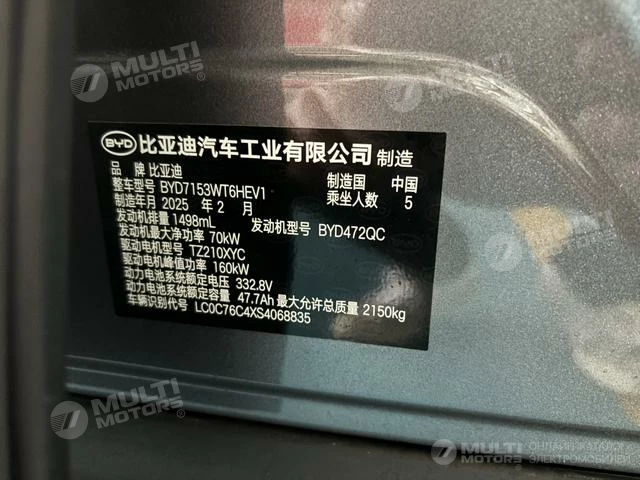 MULTI
MOTORS
MULTI
MOTORS
BYD 比亚迪汽车工业有限公司 制造
品 牌 比亚迪
制造国 中国
整车型号 BYD7153WT6HEV1
乘坐人数 5
制造年月 2025 年 2 月
发动机排量 1498mL
发动机型号 BYD472QC
发动机最大净功率 70kW
驱动电机型号 TZ210XYC
驱动电机峰值功率 160kW
动力电池系统额定电压 332.8V
动力电池系统额定容量 47.7Ah 最大允许总质量 2150kg
车辆识别代号 LC0C76C4XS4068835
MULTI
MOTORS
MULTI
MOTORS
ОНЛАЙН-КАТАЛОГ
ЭЛЕКТРОМОБИЛЕЙ